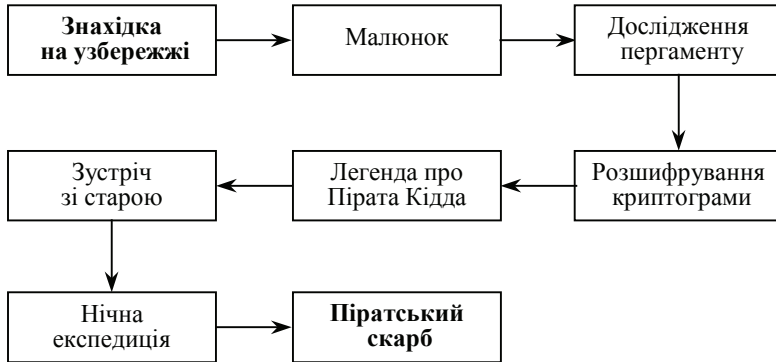 Знахідка
на узбережжі
Малюнок
Дослідження
пергаменту
Розшифрування
криптограми
Легенда про
Пірата Кідда
Зустріч
зі старою
Нічна
експедиція
Піратський
скарб